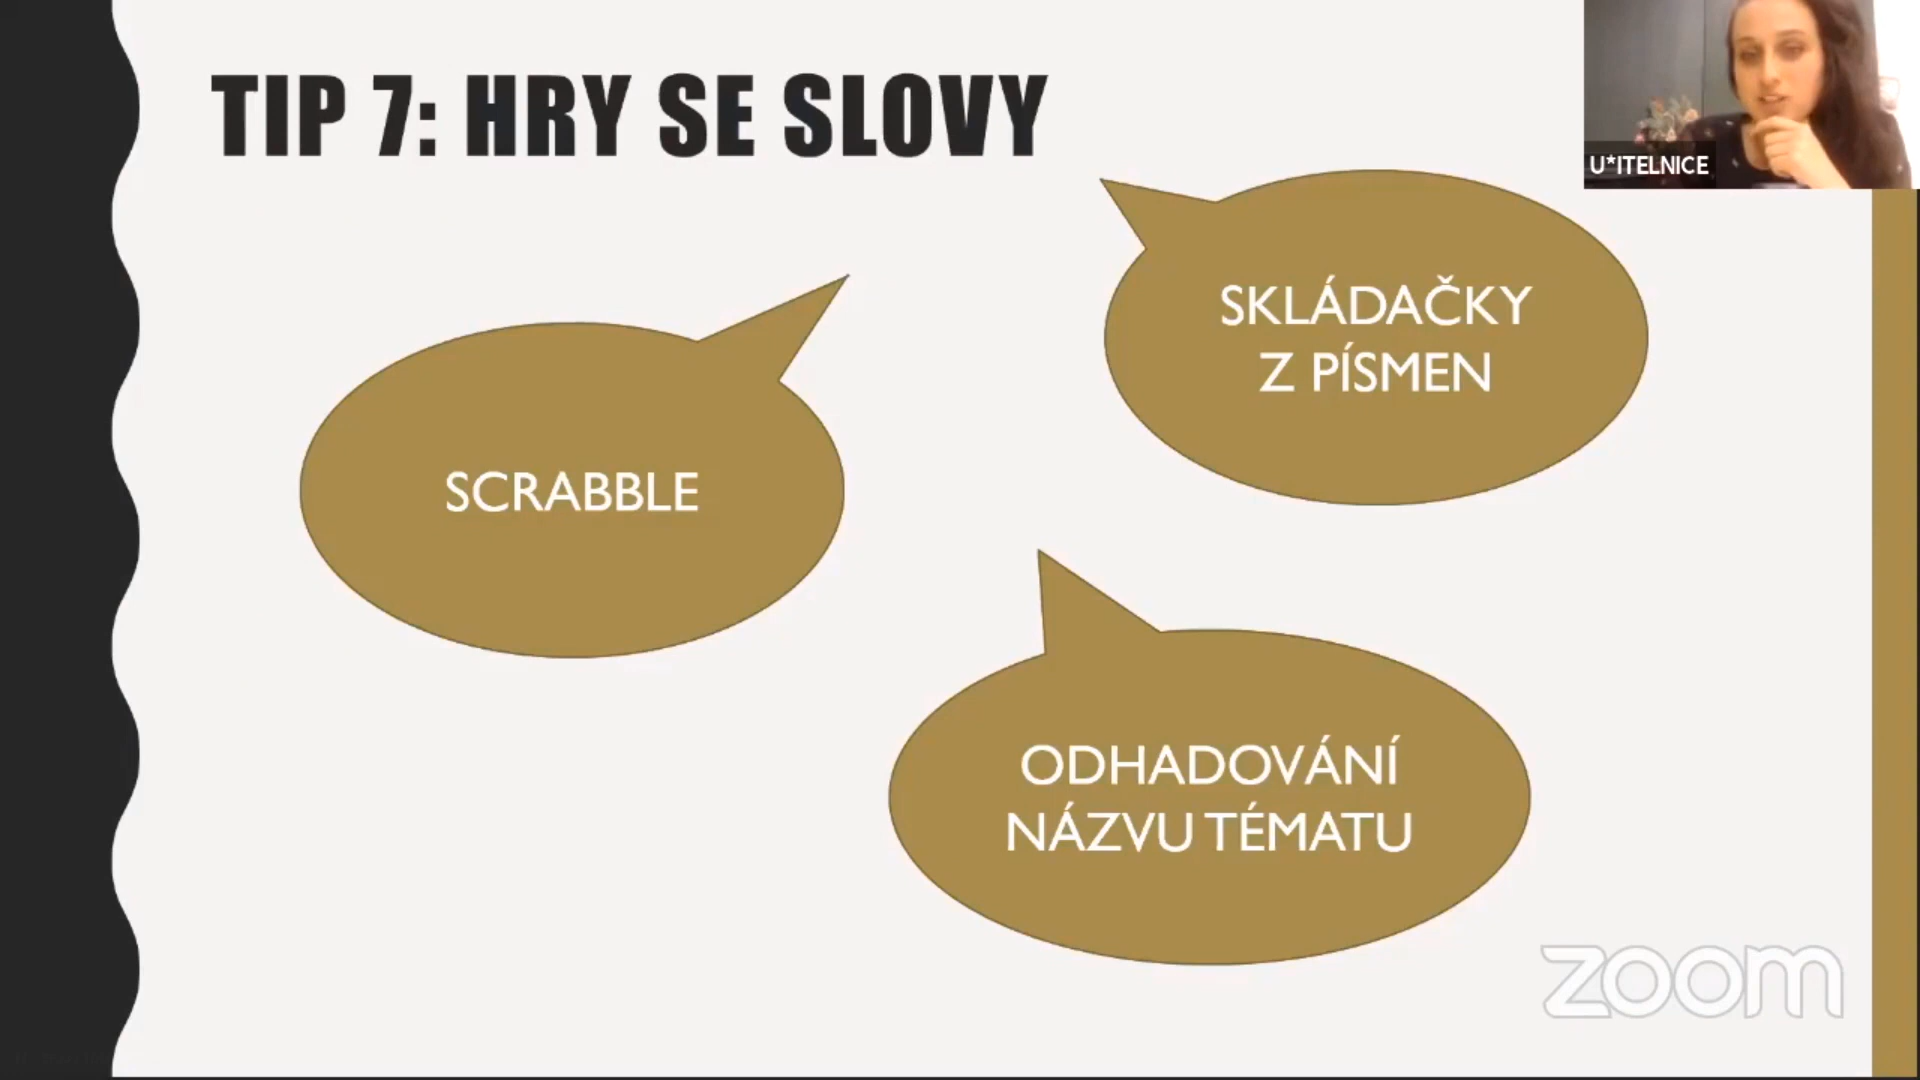 TIP 7: HRY SE SLOVY
U*ITELNICE
SKLÁDAČKY
Z PÍSMEN
SCRABBLE
ODHADOVÁNÍ
NÁZVU TÉMATU
zoom